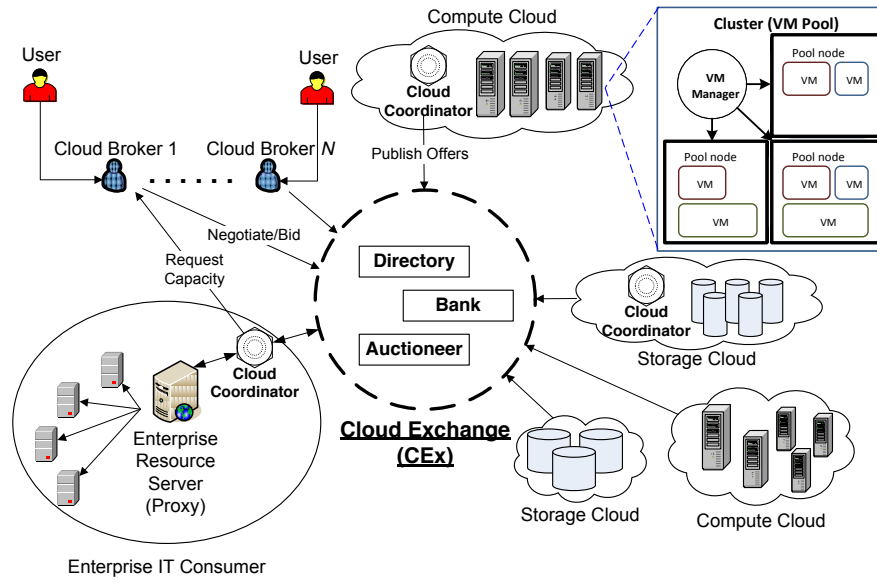 Compute Cloud
User
User
Cloud
Coordinator
Cluster (VM Pool)
Pool node
VM
VM
VM
Manager
Pool node
VM
VM
Pool node
VM
VM
VM
Cloud Broker 1
Cloud Broker N
Publish Offers
Negotiate/Bid
Request
Capacity
Directory
Bank
Auctioneer
Cloud Exchange
(CEx)
Cloud
Coordinator
Storage Cloud
Cloud
Coordinator
Enterprise
Resource
Server
(Proxy)
Enterprise IT Consumer
Storage Cloud
Compute Cloud